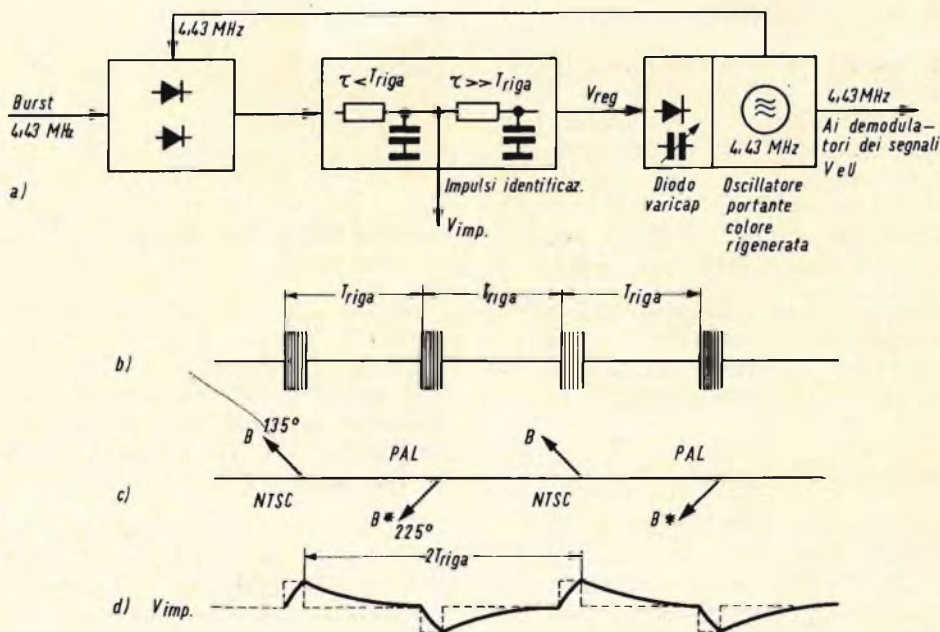 4,43 MHz
Burst
4,43 MHz
τ < Triga
τ >> Triga
Vreg
4,43 MHz
4,43 MHz
Ai demodula-
tori dei segnali
V e U
a)
Impulsi identificaz.
Vimp.
Diodo
varicap
Oscillatore
portante
colore
rigenerata
Triga
Triga
Triga
b)
B 135°
PAL
B
PAL
c)
NTSC
B* 225°
NTSC
B*
2Triga
d) Vimp.